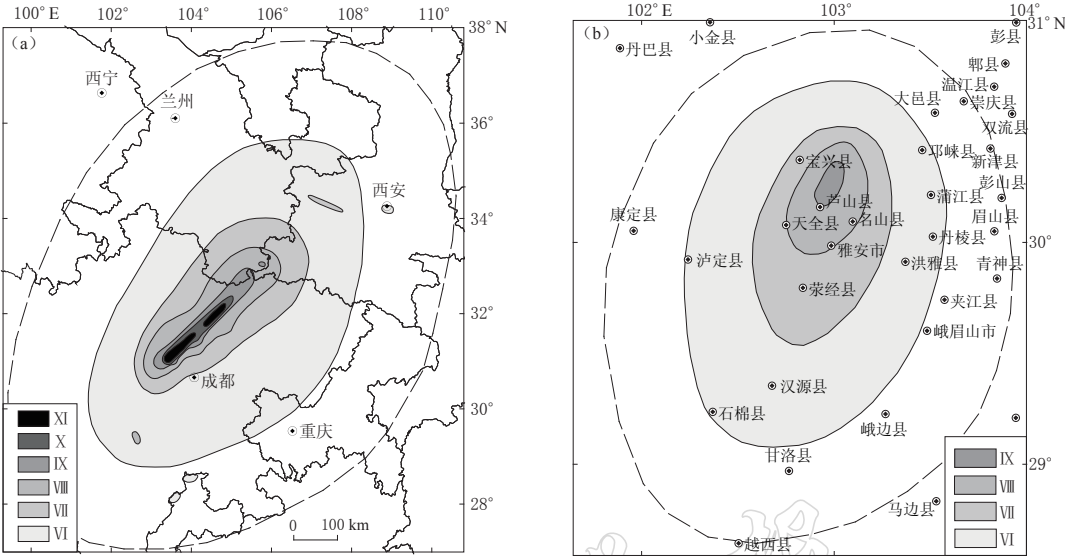 100° E 102 104 106 108 110
38° N
36°
34°
32°
30°
28°
（a）
西宁
兰州
西安
成都
重庆
Ⅺ
Ⅹ
Ⅸ
Ⅷ
Ⅶ
Ⅵ
0 100 km
102° E 103° 104°
31° N
30°
29°
（b）
小金县
彭县
丹巴县
郫县
温江县
大邑县
崇庆县
双流县
邛崃县
新津县
宝兴县
彭山县
蒲江县
芦山县
康定县
名山县
眉山县
天全县
丹棱县
雅安市
泸定县
洪雅县
青神县
荥经县
夹江县
峨眉山市
汉源县
石棉县
峨边县
甘洛县
马边县
越西县
Ⅸ
Ⅷ
Ⅶ
Ⅵ